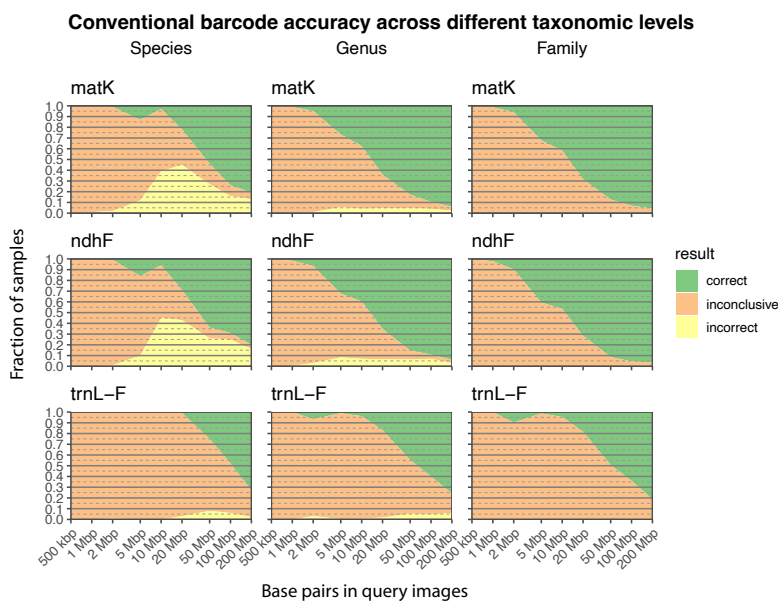 Conventional barcode accuracy across different taxonomic levels
Species Genus Family
matK matK matK
1.0
0.9
0.8
0.7
0.6
0.5
0.4
0.3
0.2
0.1
0.0
ndhF ndhF ndhF
1.0
0.9
0.8
0.7
0.6
0.5
0.4
0.3
0.2
0.1
0.0
trnL−F trnL−F trnL−F
1.0
0.9
0.8
0.7
0.6
0.5
0.4
0.3
0.2
0.1
0.0
Fraction of samples
500 kbp 1 Mbp 2 Mbp 5 Mbp 10 Mbp 20 Mbp 50 Mbp 100 Mbp 200 Mbp
500 kbp 1 Mbp 2 Mbp 5 Mbp 10 Mbp 20 Mbp 50 Mbp 100 Mbp 200 Mbp
500 kbp 1 Mbp 2 Mbp 5 Mbp 10 Mbp 20 Mbp 50 Mbp 100 Mbp 200 Mbp
Base pairs in query images
result
correct
inconclusive
incorrect